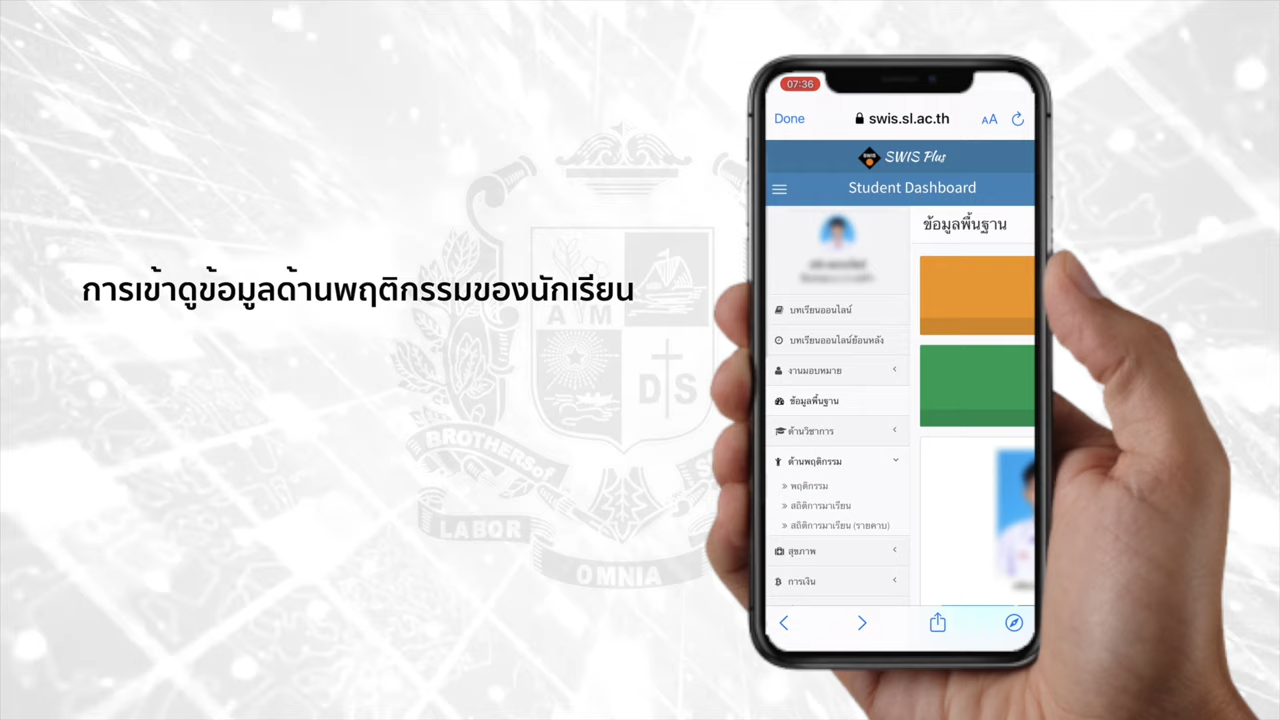 การเข้าดูข้อมูลด้านพฤติกรรมของนักเรียน
A M
D S
LABOR
OMNIA
07:36
Done
swis.sl.ac.th
AA
SWIS
SWIS Plus
Student Dashboard
ข้อมูลพื้นฐาน
บทเรียนออนไลน์
บทเรียนออนไลน์ย้อนหลัง
งานมอบหมาย
ข้อมูลพื้นฐาน
ด้านวิชาการ
ด้านพฤติกรรม
» พฤติกรรม
» สถิติการมาเรียน
» สถิติการมาเรียน (รายคาบ)
สุขภาพ
การเงิน